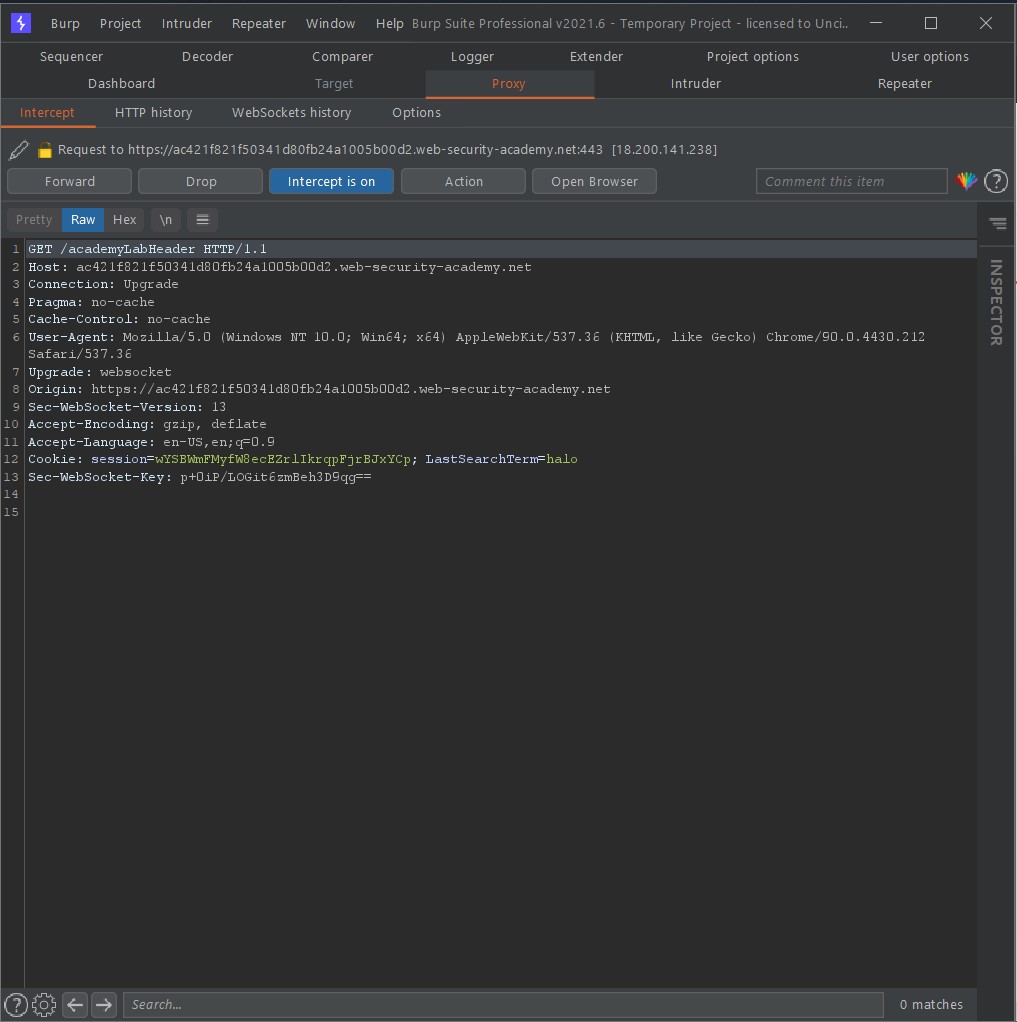 Burp Project Intruder Repeater Window Help Burp Suite Professional v2021.6 - Temporary Project - licensed to Unci..
Sequencer Decoder Comparer Logger Extender Project options User options
Dashboard Target Proxy Intruder Repeater
Intercept HTTP history WebSockets history Options
Request to https://ac421f821f50341d80fb24a1005b00d2.web-security-academy.net:443 [18.200.141.238]
Forward Drop Intercept is on Action Open Browser Comment this item ?
Pretty Raw Hex \n
INSPECTOR
1 GET /academyLabHeader HTTP/1.1
2 Host: ac421f821f50341d80fb24a1005b00d2.web-security-academy.net
3 Connection: Upgrade
4 Pragma: no-cache
5 Cache-Control: no-cache
6 User-Agent: Mozilla/5.0 (Windows NT 10.0; Win64; x64) AppleWebKit/537.36 (KHTML, like Gecko) Chrome/90.0.4430.212
Safari/537.36
7 Upgrade: websocket
8 Origin: https://ac421f821f50341d80fb24a1005b00d2.web-security-academy.net
9 Sec-WebSocket-Version: 13
10 Accept-Encoding: gzip, deflate
11 Accept-Language: en-US,en;q=0.9
12 Cookie: session=wYSBWmFMyfW8ecEZrlIkrqpFjrBJxYCp; LastSearchTerm=halo
13 Sec-WebSocket-Key: p+0iP/LOGit6zmBeh3D9qg==
14
15
? Search... 0 matches